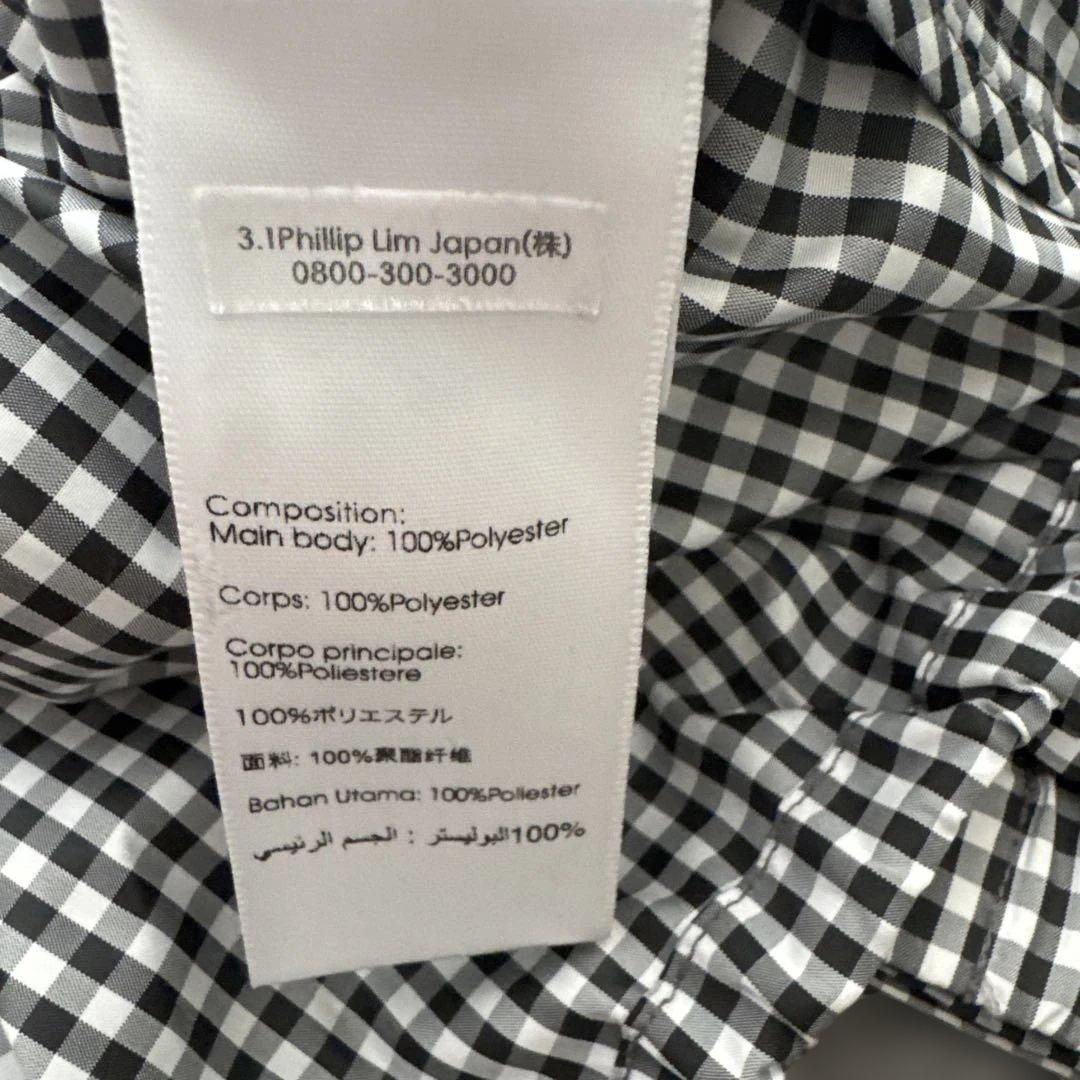 3.1Phillip Lim Japan(株)
0800-300-3000
Composition:
Main body: 100%Polyester
Corps: 100%Polyester
Corpo principale:
100%Poliestere
100%ポリエステル
面料: 100%聚酯纤维
Bahan Utama: 100%Poliester
100%البوليستر : الجسم الرئيسي